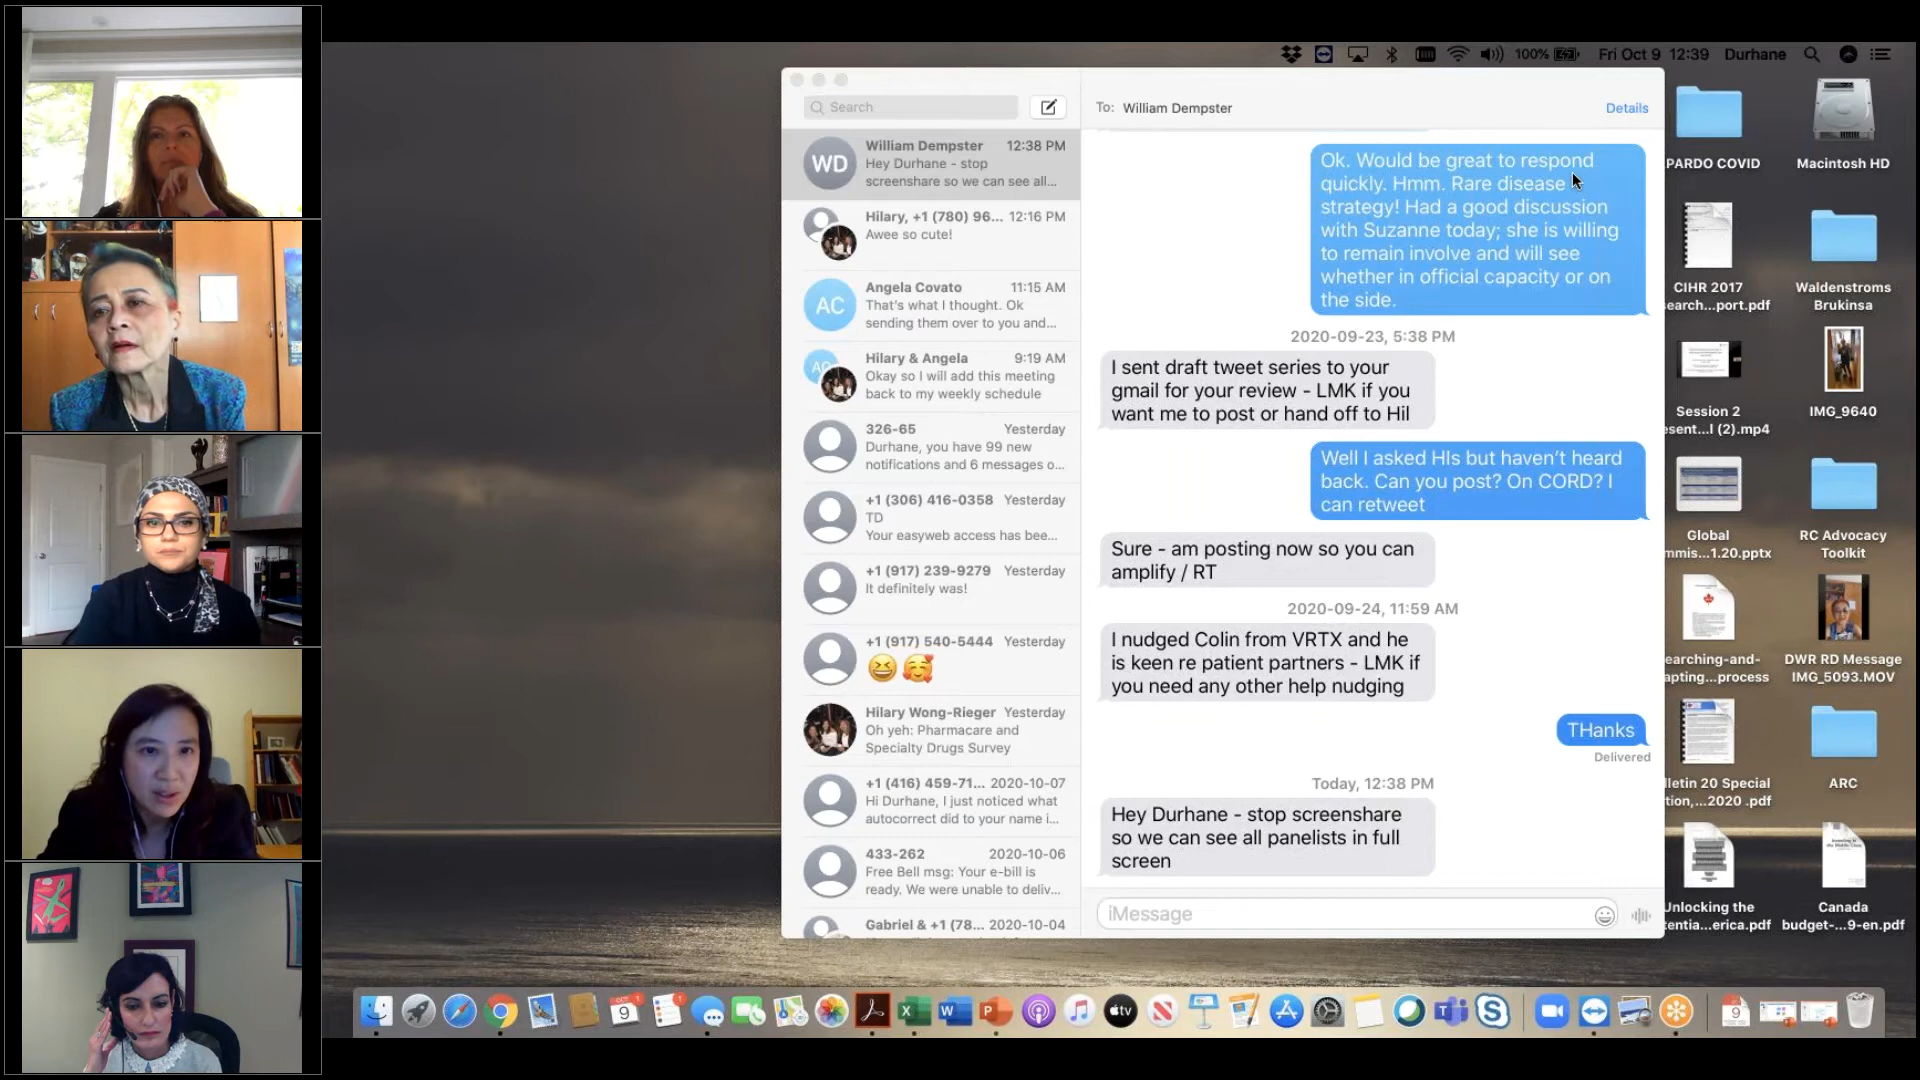 100%
Fri Oct 9 12:39
Durhane
Search
To: William Dempster
Details
William Dempster 12:38 PM
WD
Hey Durhane - stop
screenshare so we can see all...
Hilary, +1 (780) 96... 12:16 PM
Awee so cute!
Angela Covato 11:15 AM
AC
That's what I thought. Ok
sending them over to you and...
Hilary & Angela 9:19 AM
Okay so I will add this meeting
back to my weekly schedule
326-65 Yesterday
Durhane, you have 99 new
notifications and 6 messages o...
+1 (306) 416-0358 Yesterday
TD
Your easyweb access has bee...
+1 (917) 239-9279 Yesterday
It definitely was!
+1 (917) 540-5444 Yesterday
Hilary Wong-Rieger Yesterday
Oh yeh: Pharmacare and
Specialty Drugs Survey
+1 (416) 459-71... 2020-10-07
Hi Durhane, I just noticed what
autocorrect did to your name i...
433-262 2020-10-06
Free Bell msg: Your e-bill is
ready. We were unable to deliv...
Gabriel & +1 (78... 2020-10-04
Ok. Would be great to respond
quickly. Hmm. Rare disease
strategy! Had a good discussion
with Suzanne today; she is willing
to remain involve and will see
whether in official capacity or on
the side.
2020-09-23, 5:38 PM
I sent draft tweet series to your
gmail for your review - LMK if you
want me to post or hand off to Hil
Well I asked HIs but haven't heard
back. Can you post? On CORD? I
can retweet
Sure - am posting now so you can
amplify / RT
2020-09-24, 11:59 AM
I nudged Colin from VRTX and he
is keen re patient partners - LMK if
you need any other help nudging
THanks
Delivered
Today, 12:38 PM
Hey Durhane - stop screenshare
so we can see all panelists in full
screen
iMessage
PARDO COVID
Macintosh HD
CIHR 2017
search...port.pdf
Waldenstroms
Brukinsa
Session 2
esent...l (2).mp4
IMG_9640
Global
mmis...1.20.pptx
RC Advocacy
Toolkit
earching-and-
apting...process
DWR RD Message
IMG_5093.MOV
lletin 20 Special
tion,...2020 .pdf
ARC
Unlocking the
tentia...erica.pdf
Canada
budget-...9-en.pdf
9
tv
9